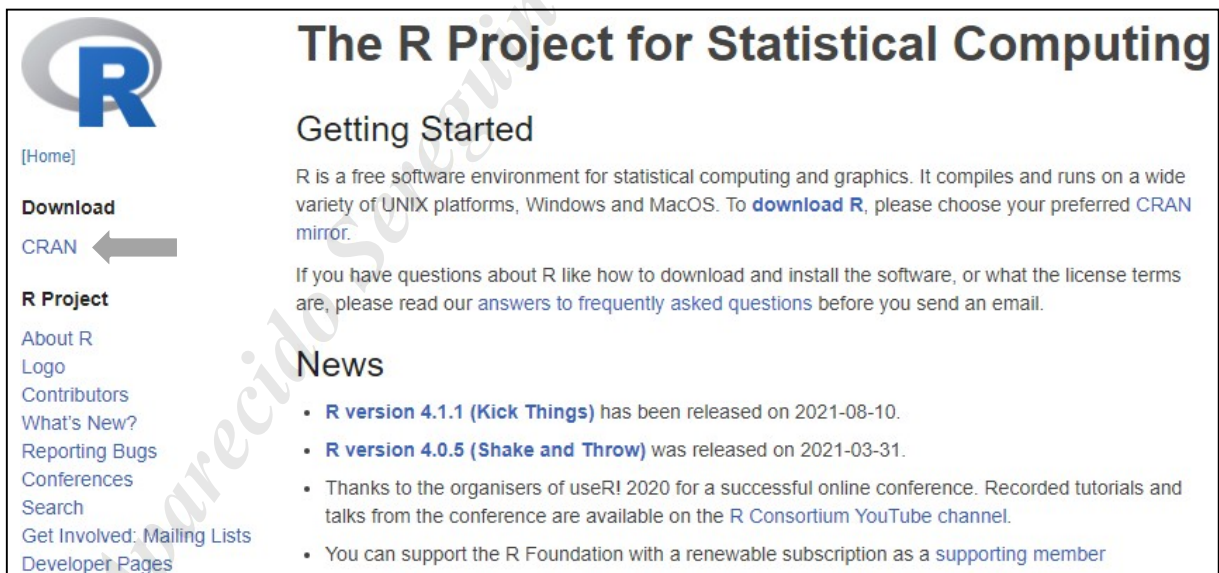 R
The R Project for Statistical Computing
[Home]
Download
CRAN
R Project
About R
Logo
Contributors
What's New?
Reporting Bugs
Conferences
Search
Get Involved: Mailing Lists
Developer Pages
Getting Started
R is a free software environment for statistical computing and graphics. It compiles and runs on a wide
variety of UNIX platforms, Windows and MacOS. To download R, please choose your preferred CRAN
mirror.
If you have questions about R like how to download and install the software, or what the license terms
are, please read our answers to frequently asked questions before you send an email.
News
• R version 4.1.1 (Kick Things) has been released on 2021-08-10.
• R version 4.0.5 (Shake and Throw) was released on 2021-03-31.
• Thanks to the organisers of useR! 2020 for a successful online conference. Recorded tutorials and
talks from the conference are available on the R Consortium YouTube channel.
• You can support the R Foundation with a renewable subscription as a supporting member
Aparecido